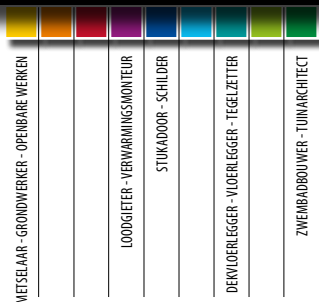 METSELAAR - GRONDWERKER - OPENBARE WERKEN
LOODGIETER - VERWARMINGSMONTEUR
STUKADOOR - SCHILDER
DEKVLOERLEGGER - VLOERLEGGER - TEGELZETTER
ZWEMBADBOUWER - TUINARCHITECT